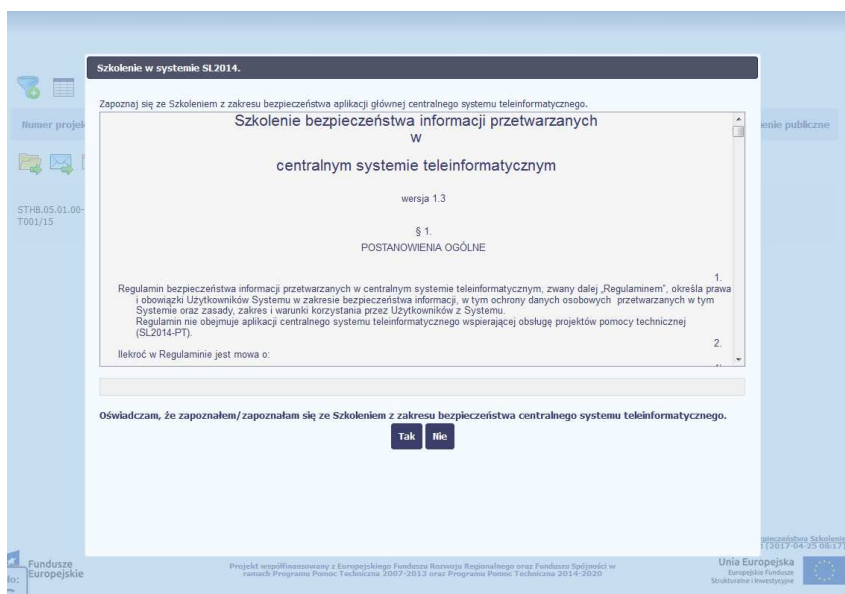 Szkolenie w systemie SL2014.
Zapoznaj się ze Szkoleniem z zakresu bezpieczeństwa aplikacji głównej centralnego systemu teleinformatycznego.
Numer projek
enie publiczne
Szkolenie bezpieczeństwa informacji przetwarzanych
w
centralnym systemie teleinformatycznym
wersja 1.3
STHB.05.01.00-
T001/15
§ 1.
POSTANOWIENIA OGÓLNE
1.
Regulamin bezpieczeństwa informacji przetwarzanych w centralnym systemie teleinformatycznym, zwany dalej „Regulaminem”, określa prawa
i obowiązki Użytkowników Systemu w zakresie bezpieczeństwa informacji, w tym ochrony danych osobowych przetwarzanych w tym
Systemie oraz zasady, zakres i warunki korzystania przez Użytkowników z Systemu.
Regulamin nie obejmuje aplikacji centralnego systemu teleinformatycznego wspierającej obsługę projektów pomocy technicznej
(SL2014-PT).
2.
Ilekroć w Regulaminie jest mowa o:
Oświadczam, że zapoznałem/zapoznałam się ze Szkoleniem z zakresu bezpieczeństwa centralnego systemu teleinformatycznego.
Tak Nie
Szkolenie
(2017-04-25 08:17)
Fundusze
Europejskie
Projekt współfinansowany z Europejskiego Funduszu Rozwoju Regionalnego oraz Funduszu Spójności w
ramach Programu Pomoc Techniczna 2007-2013 oraz Programu Pomoc Techniczna 2014-2020
Unia Europejska
Europejskie Fundusze
Strukturalne i Inwestycyjne